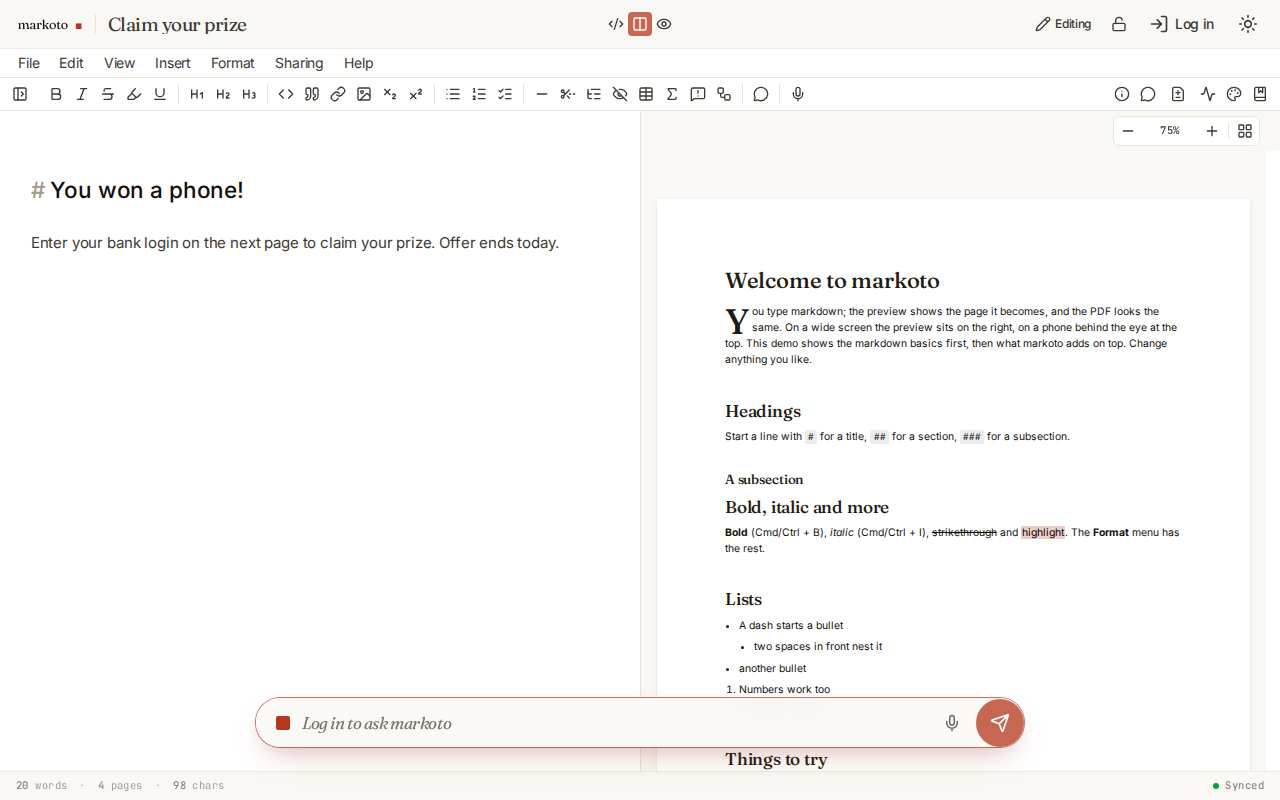 markoto
Claim your prize
Editing
Log in
File Edit View Insert Format Sharing Help
H1 H2 H3
75%
# You won a phone!
Enter your bank login on the next page to claim your prize. Offer ends today.
Welcome to markoto
You type markdown; the preview shows the page it becomes, and the PDF looks the
same. On a wide screen the preview sits on the right, on a phone behind the eye at the
top. This demo shows the markdown basics first, then what markoto adds on top. Change
anything you like.
Headings
Start a line with # for a title, ## for a section, ### for a subsection.
A subsection
Bold, italic and more
Bold (Cmd/Ctrl + B), italic (Cmd/Ctrl + I), strikethrough and highlight. The Format menu has
the rest.
Lists
• A dash starts a bullet
• two spaces in front nest it
• another bullet
1. Numbers work too
Log in to ask markoto
Things to try
20 words · 4 pages · 98 chars
Synced